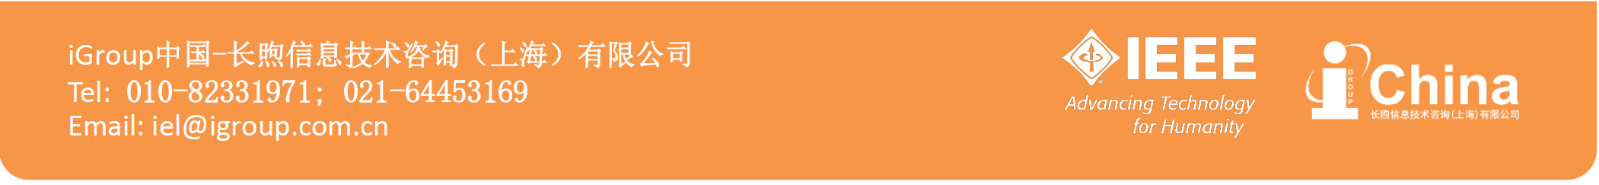 iGroup中国-长煦信息技术咨询（上海）有限公司
Tel: 010-82331971; 021-64453169
Email: iel@igroup.com.cn
IEEE
Advancing Technology
for Humanity
iGROUP China
长煦信息技术咨询(上海)有限公司